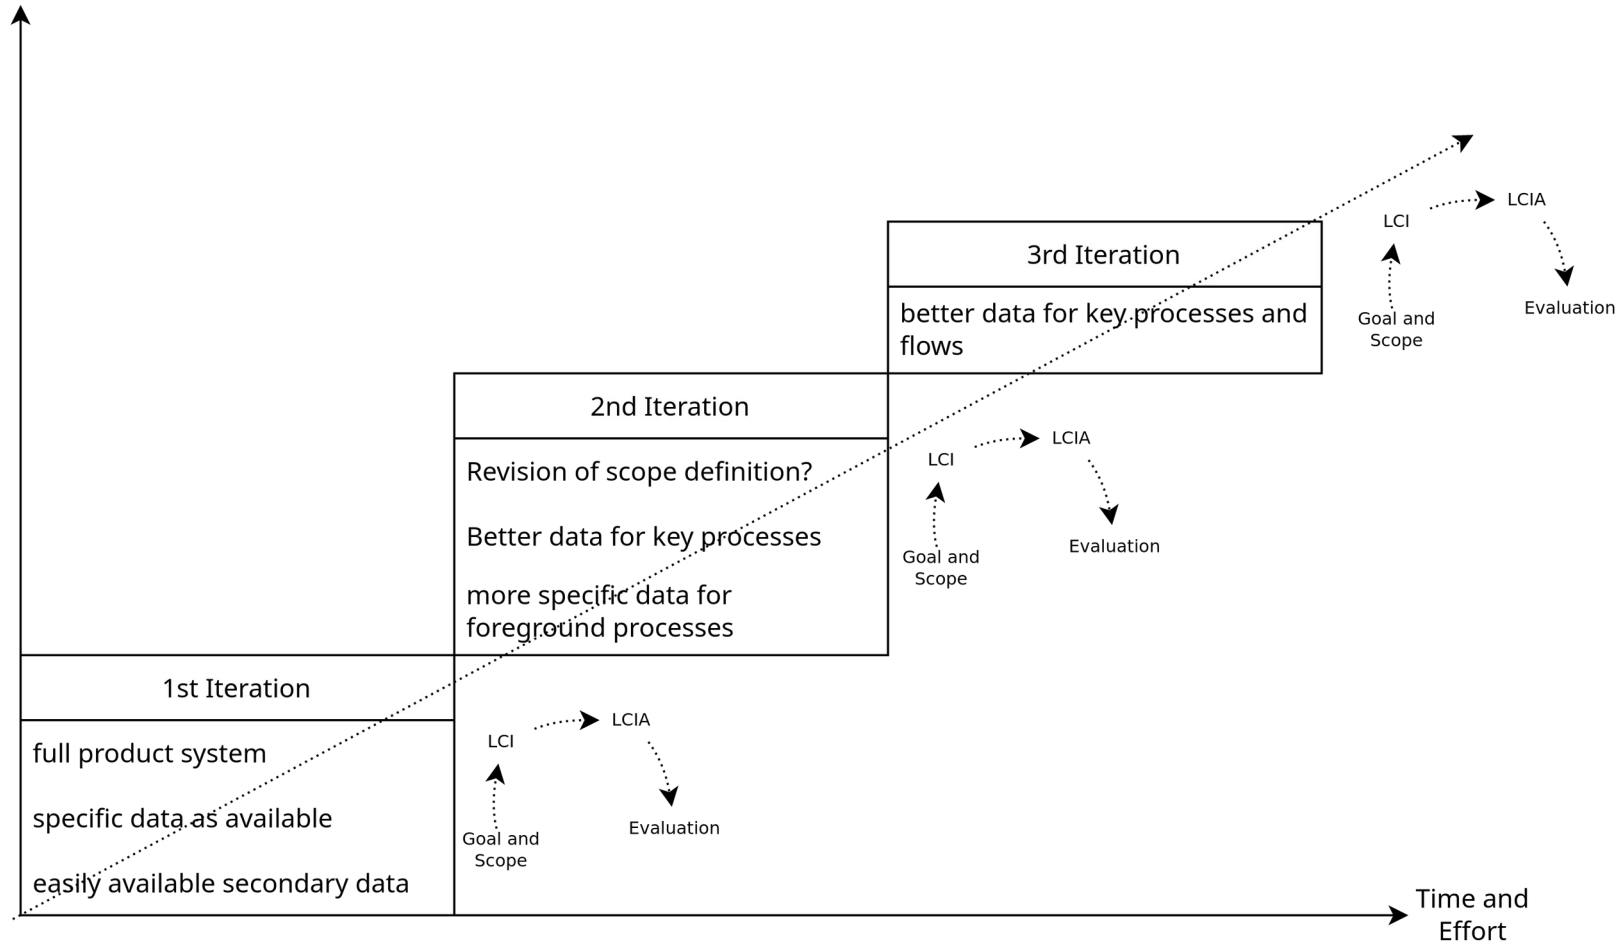 3rd Iteration
better data for key processes and
flows
LCI
LCIA
Goal and
Scope
Evaluation
2nd Iteration
Revision of scope definition?
Better data for key processes
more specific data for
foreground processes
LCI
LCIA
Goal and
Scope
Evaluation
1st Iteration
full product system
specific data as available
easily available secondary data
LCI
LCIA
Goal and
Scope
Evaluation
Time and
Effort